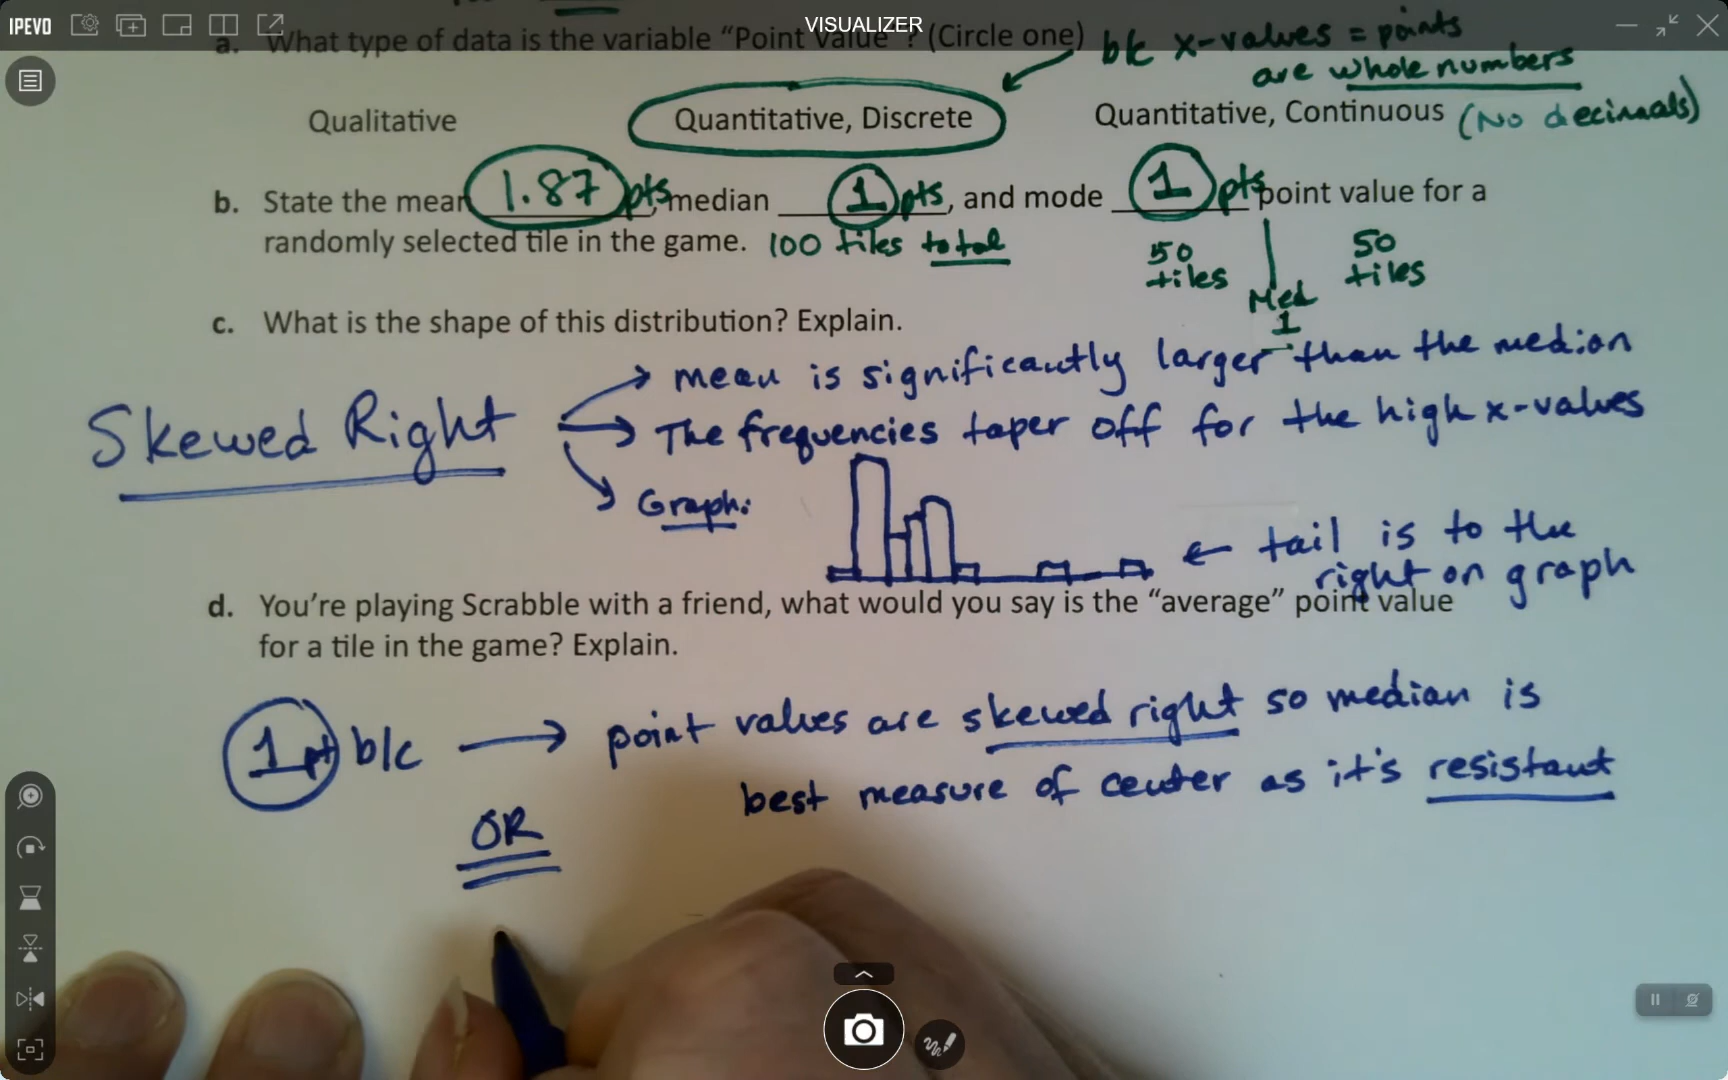 IPEVO
VISUALIZER
a. What type of data is the variable “Point Value”? (Circle one)
bc x-values = points
are whole numbers
(No decimals)
Qualitative
Quantitative, Discrete
Quantitative, Continuous
b. State the mean 1.87 pts, median 1 pts, and mode 1 pts point value for a
randomly selected tile in the game. 100 tiles total
50
tiles
Med
1
50
tiles
c. What is the shape of this distribution? Explain.
Skewed Right
→ mean is significantly larger than the median
→ The frequencies taper off for the high x-values
→ Graph:
← tail is to the
right on graph
d. You’re playing Scrabble with a friend, what would you say is the “average” point value
for a tile in the game? Explain.
1pt b/c → point values are skewed right so median is
best measure of center as it's resistant
OR